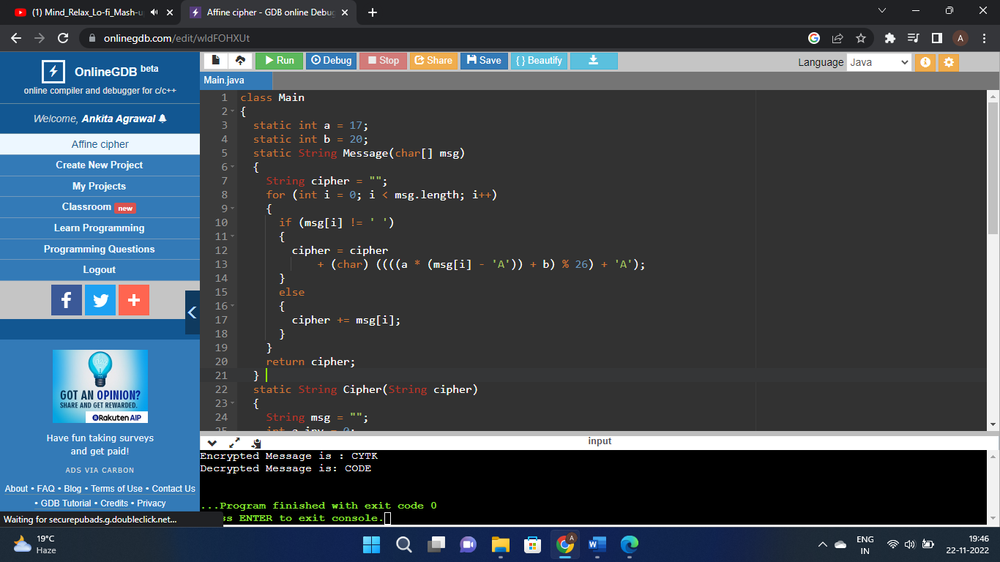 (1) Mind_Relax_Lo-fi_Mash-u
Affine cipher - GDB online Debug
onlinegdb.com/edit/wIdFOHXUt
A
OnlineGDB beta
online compiler and debugger for c/c++
Welcome, Ankita Agrawal
Affine cipher
Create New Project
My Projects
Classroom new
Learn Programming
Programming Questions
Logout
GOT AN OPINION?
SHARE AND GET REWARDED.
Rakuten AIP
Have fun taking surveys
and get paid!
ADS VIA CARBON
About • FAQ • Blog • Terms of Use • Contact Us
• GDB Tutorial • Credits • Privacy
Waiting for securepubads.g.doubleclick.net...
Run Debug Stop Share Save { } Beautify
Language Java
Main.java
1 class Main
2 {
3 static int a = 17;
4 static int b = 20;
5 static String Message(char[] msg)
6 {
7 String cipher = "";
8 for (int i = 0; i < msg.length; i++)
9 {
10 if (msg[i] != ' ')
11 {
12 cipher = cipher
13 + (char) ((((a * (msg[i] - 'A')) + b) % 26) + 'A');
14 }
15 else
16 {
17 cipher += msg[i];
18 }
19 }
20 return cipher;
21 }
22 static String Cipher(String cipher)
23 {
24 String msg = "";
input
Encrypted Message is : CYTK
Decrypted Message is: CODE
...Program finished with exit code 0
ss ENTER to exit console.
19°C
Haze
ENG
IN
19:46
22-11-2022